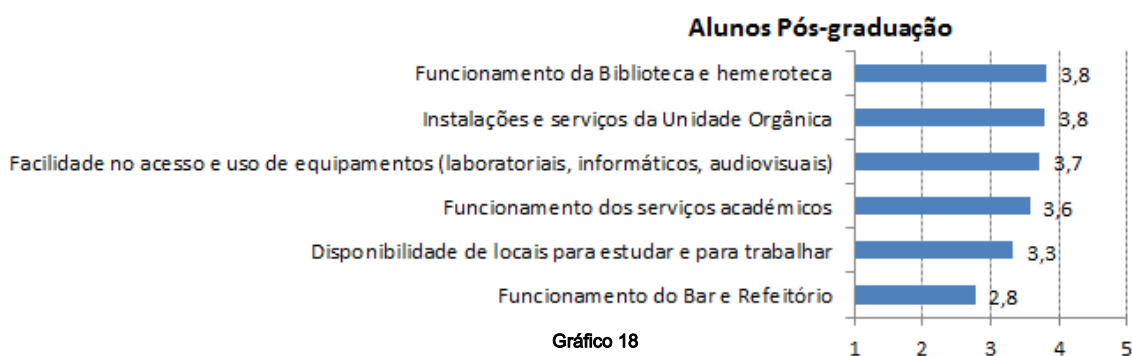 Alunos Pós-graduação
Funcionamento da Biblioteca e hemeroteca 3,8
Instalações e serviços da Unidade Orgânica 3,8
Facilidade no acesso e uso de equipamentos (laboratoriais, informáticos, audiovisuais) 3,7
Funcionamento dos serviços académicos 3,6
Disponibilidade de locais para estudar e para trabalhar 3,3
Funcionamento do Bar e Refeitório 2,8
Gráfico 18
1 2 3 4 5